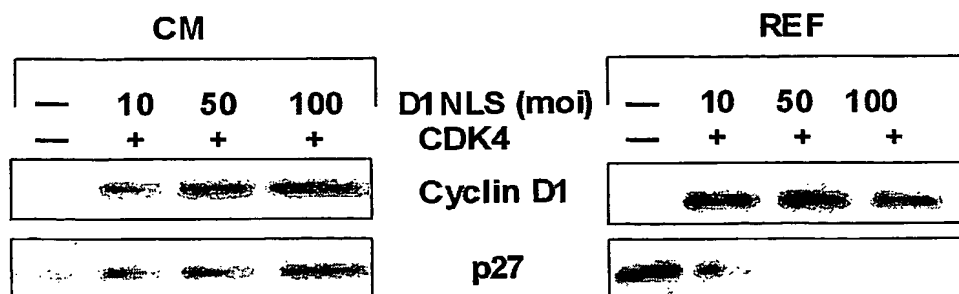 CM REF
— 10 50 100 D1NLS (moi) — 10 50 100
— + + + CDK4 — + + +
Cyclin D1
p27